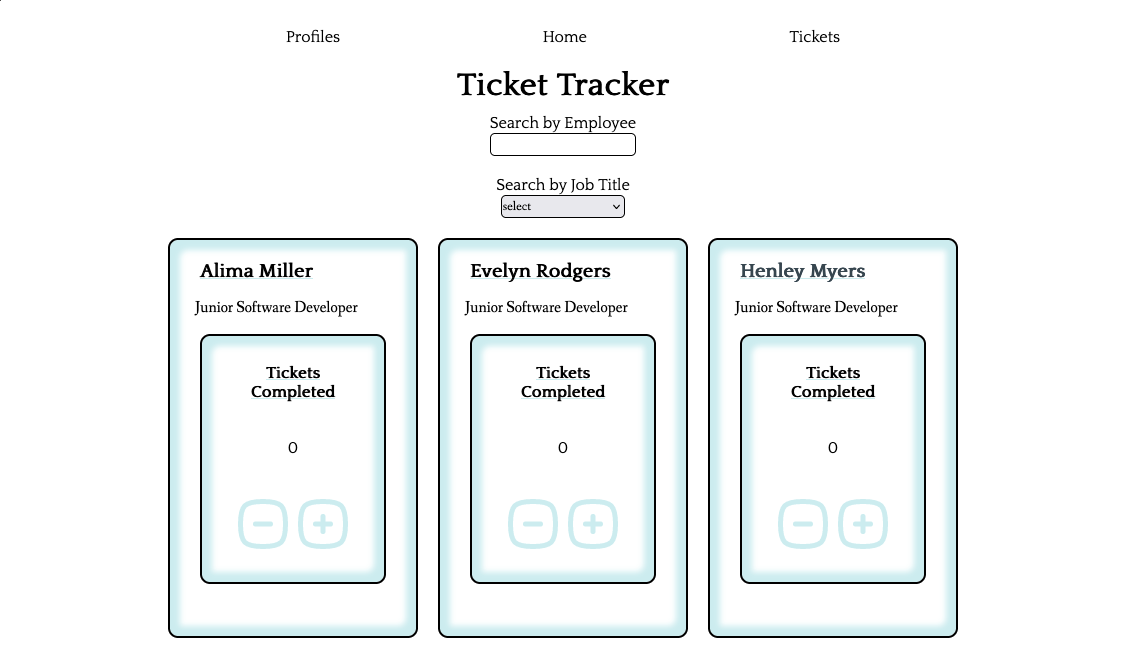 Profiles Home Tickets
Ticket Tracker
Search by Employee
Search by Job Title
select
Alima Miller
Junior Software Developer
Tickets
Completed
0
Evelyn Rodgers
Junior Software Developer
Tickets
Completed
0
Henley Myers
Junior Software Developer
Tickets
Completed
0